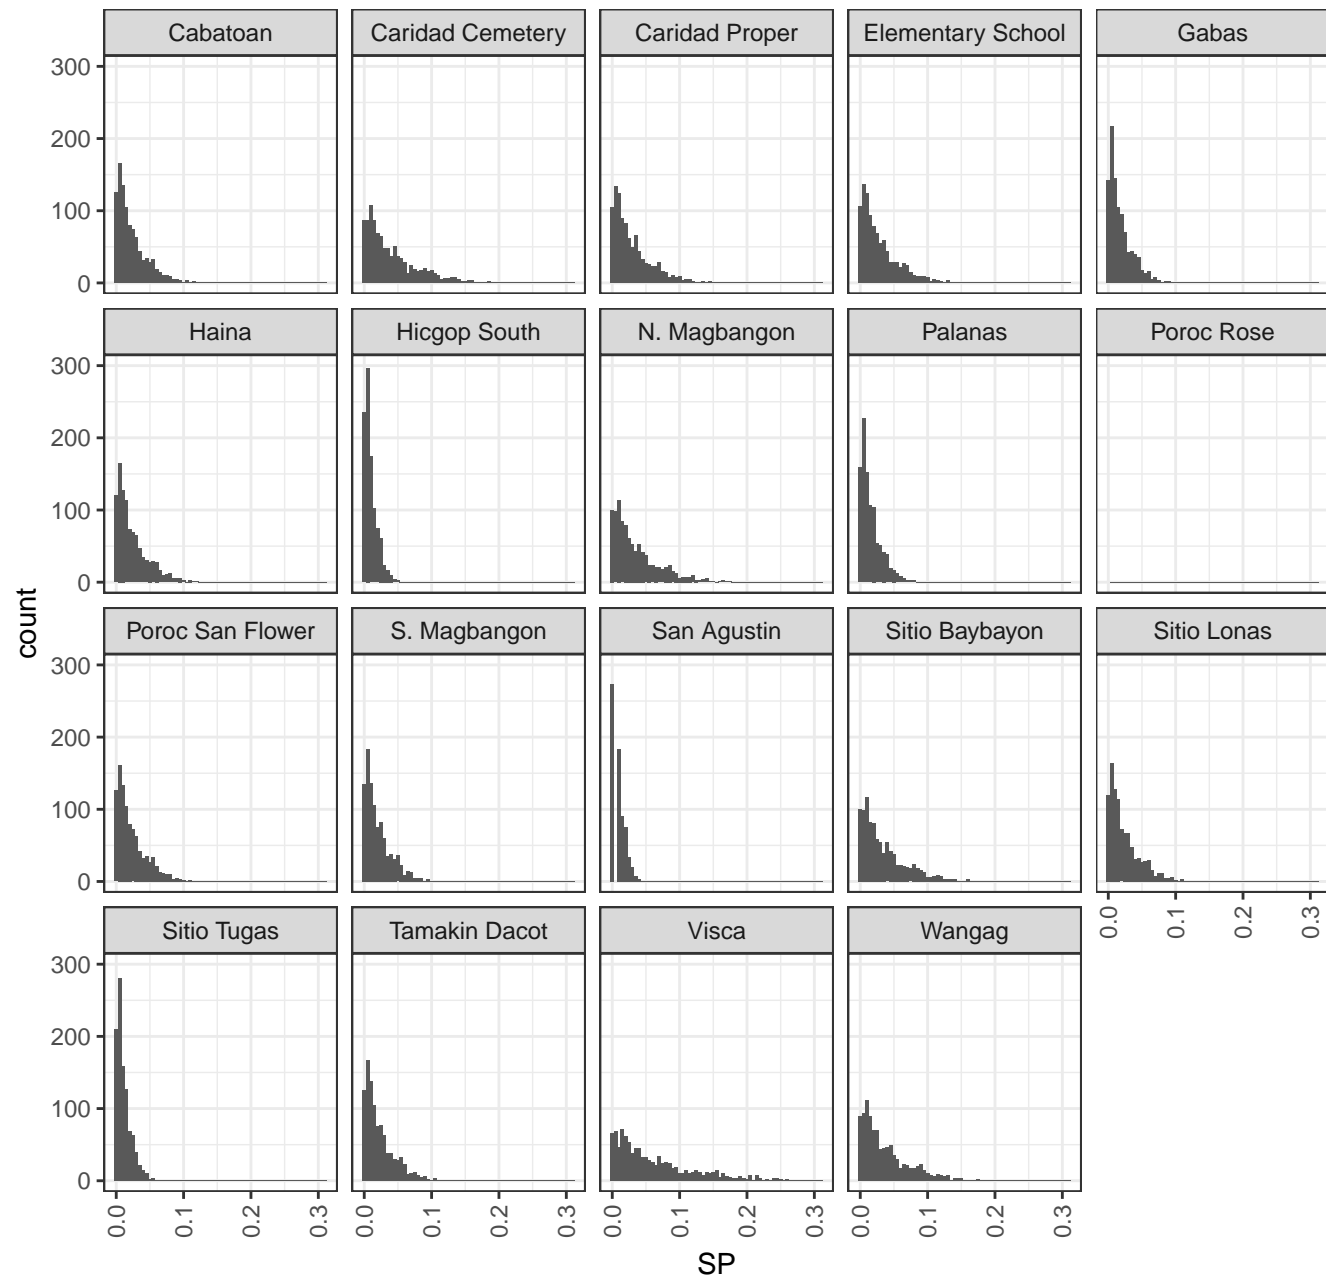 Cabatoan Caridad Cemetery Caridad Proper Elementary School Gabas
300
200
100
0
Haina Hicgop South N. Magbangon Palanas Poroc Rose
300
200
100
0
count
Poroc San Flower S. Magbangon San Agustin Sitio Baybayon Sitio Lonas
300
200
100
0
0.0 0.1 0.2 0.3
Sitio Tugas Tamakin Dacot Visca Wangag
300
200
100
0
0.0 0.1 0.2 0.3 0.0 0.1 0.2 0.3 0.0 0.1 0.2 0.3 0.0 0.1 0.2 0.3
SP